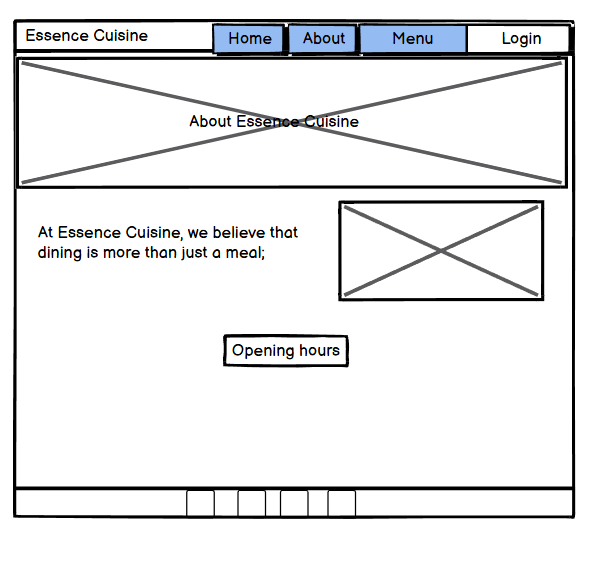 Essence Cuisine
Home
About
Menu
Login
About Essence Cuisine
At Essence Cuisine, we believe that
dining is more than just a meal;
Opening hours